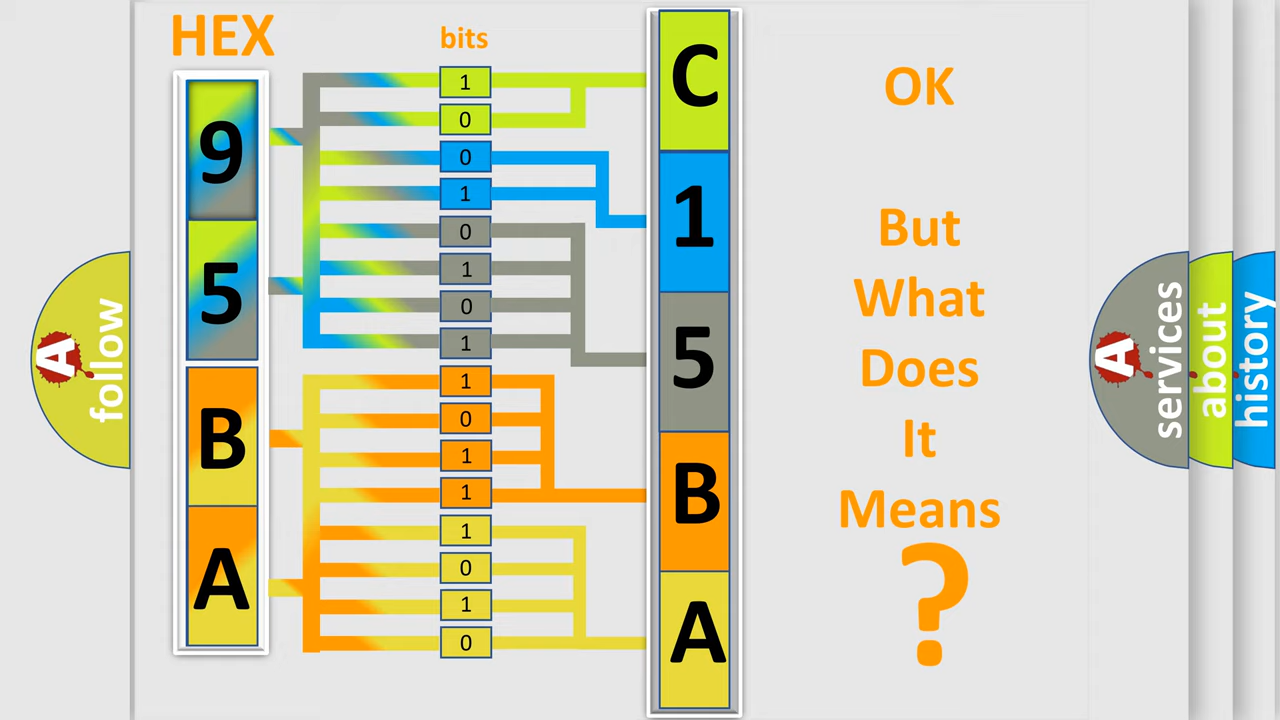 HEX
bits
9
5
B
A
1
0
0
1
0
1
0
1
1
0
1
1
1
0
1
0
C
1
5
B
A
OK
But
What
Does
It
Means
?
A
follow
A
services
about
history